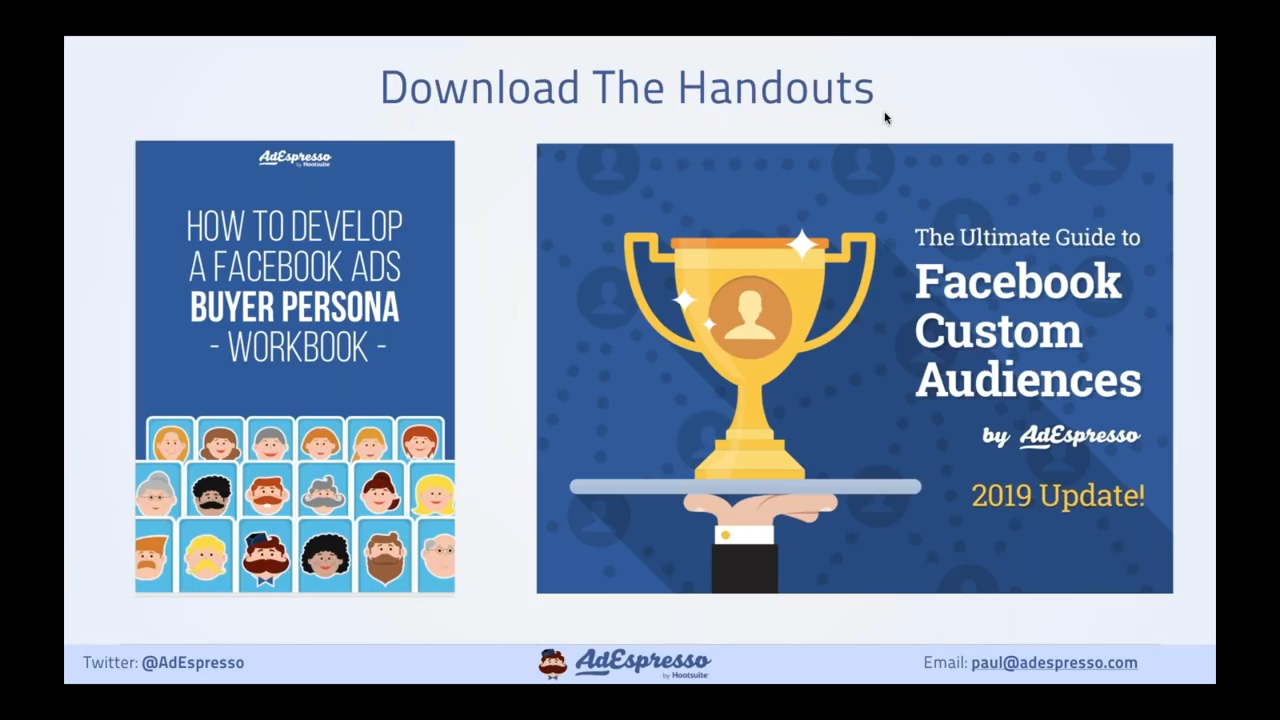 Download The Handouts
AdEspresso
by Hootsuite
HOW TO DEVELOP
A FACEBOOK ADS
BUYER PERSONA
- WORKBOOK -
The Ultimate Guide to
Facebook
Custom
Audiences
by AdEspresso
2019 Update!
Twitter: @AdEspresso
AdEspresso
by Hootsuite
Email: paul@adespresso.com